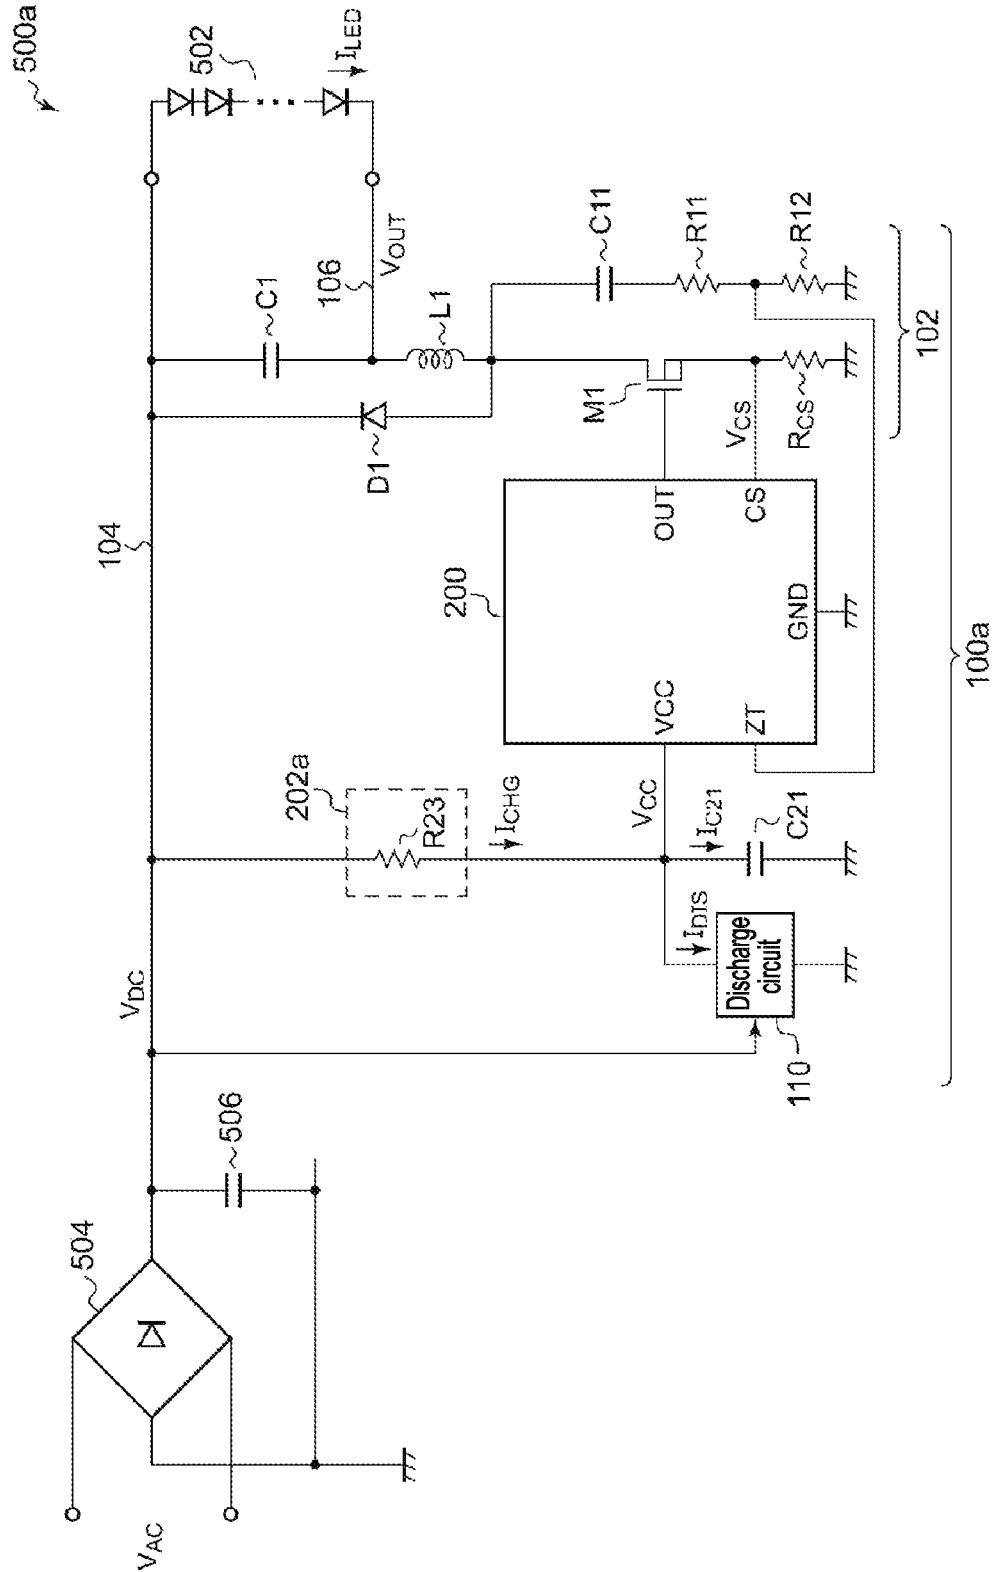 500a
502
ILED
104
106
VOUT
C1
L1
D1
C11
R11
R12
M1
VCS
RCS
102
200
OUT
CS
VCC
ZT
GND
100a
202a
R23
ICHG
VCC
IC21
C21
IDIS
Discharge
circuit
110
VDC
506
504
VAC